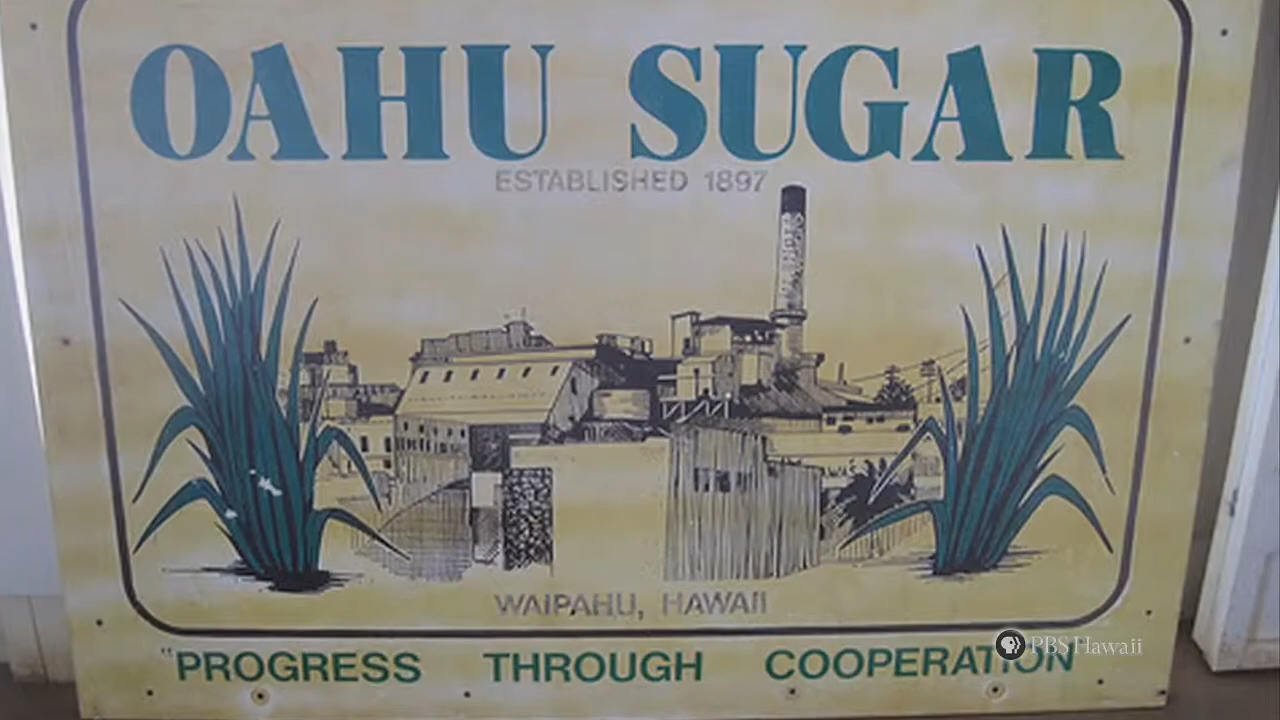 OAHU SUGAR
ESTABLISHED 1897
WAIPAHU, HAWAII
"PROGRESS THROUGH COOPERATION"
PBS Hawaii